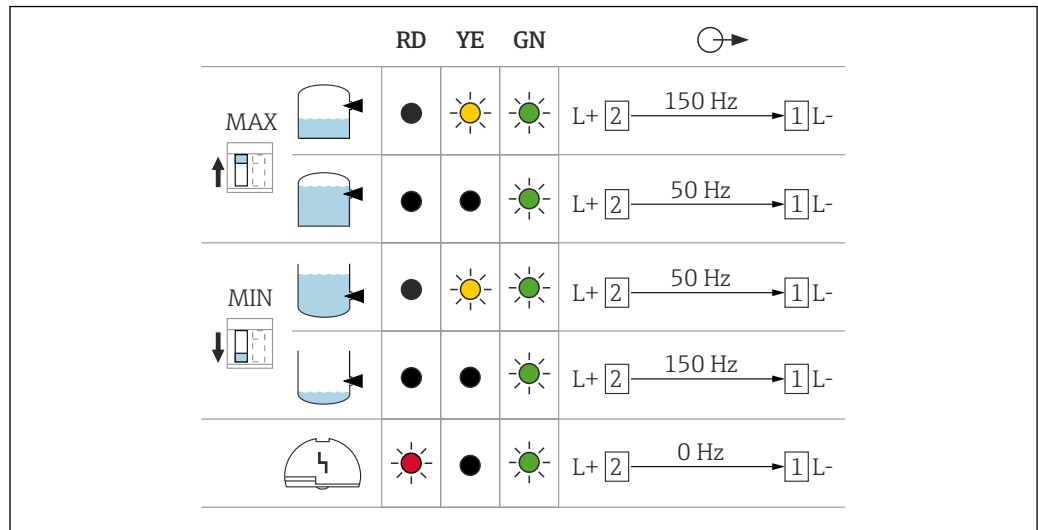 RD YE GN
MAX
L+ 2 150 Hz 1 L-
L+ 2 50 Hz 1 L-
MIN
L+ 2 50 Hz 1 L-
L+ 2 150 Hz 1 L-
L+ 2 0 Hz 1 L-